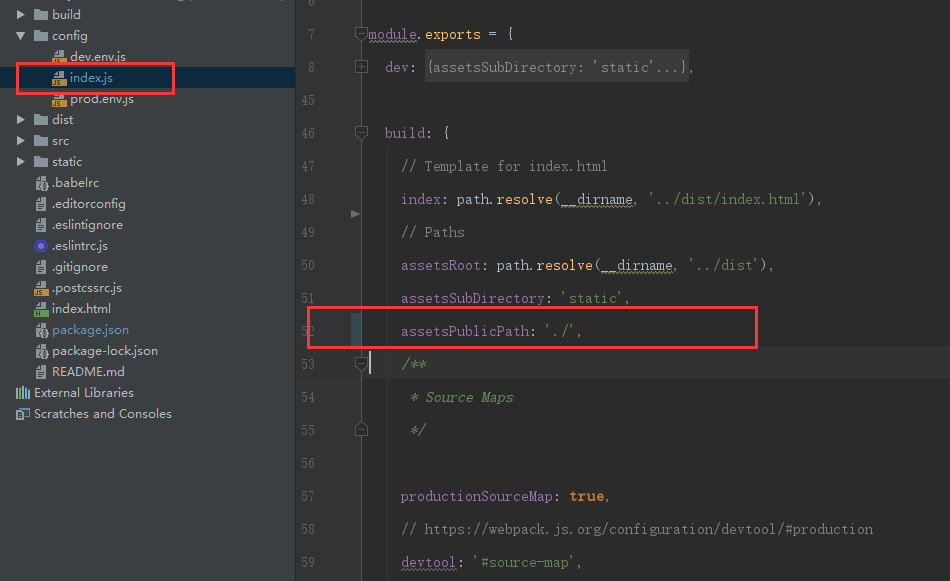 build
config
dev.env.js
index.js
prod.env.js
dist
src
static
.babelrc
.editorconfig
.eslintignore
.eslintrc.js
.gitignore
.postcssrc.js
index.html
package.json
package-lock.json
README.md
External Libraries
Scratches and Consoles
6
7 module.exports = {
8 dev: {assetsSubDirectory: 'static'...},
45
46 build: {
47 // Template for index.html
48 index: path.resolve(__dirname, '../dist/index.html'),
49 // Paths
50 assetsRoot: path.resolve(__dirname, '../dist'),
51 assetsSubDirectory: 'static',
52 assetsPublicPath: './',
53 /**
54 * Source Maps
55 */
56
57 productionSourceMap: true,
58 // https://webpack.js.org/configuration/devtool/#production
59 devtool: '#source-map',